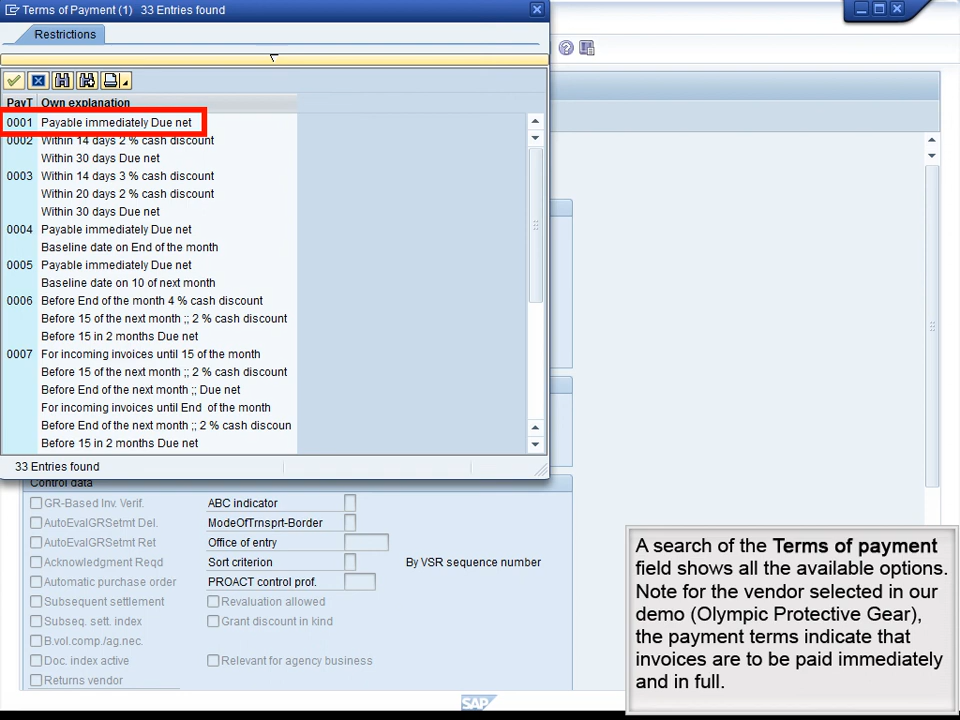 Terms of Payment (1)   33 Entries found
Restrictions
PayT Own explanation
0001 Payable immediately Due net
0002 Within 14 days 2 % cash discount
Within 30 days Due net
0003 Within 14 days 3 % cash discount
Within 20 days 2 % cash discount
Within 30 days Due net
0004 Payable immediately Due net
Baseline date on End of the month
0005 Payable immediately Due net
Baseline date on 10 of next month
0006 Before End of the month 4 % cash discount
Before 15 of the next month ;; 2 % cash discount
Before 15 in 2 months Due net
0007 For incoming invoices until 15 of the month
Before 15 of the next month ;; 2 % cash discount
Before End of the next month ;; Due net
For incoming invoices until End of the month
Before End of the next month ;; 2 % cash discoun
Before 15 in 2 months Due net
33 Entries found
Control data
GR-Based Inv. Verif. ABC indicator
AutoEvalGRSetmt Del. ModeOfTrnsprt-Border
AutoEvalGRSetmt Ret Office of entry
Acknowledgment Reqd Sort criterion By VSR sequence number
Automatic purchase order PROACT control prof.
Subsequent settlement Revaluation allowed
Subseq. sett. index Grant discount in kind
B.vol.comp./ag.nec.
Doc. index active Relevant for agency business
Returns vendor
A search of the Terms of payment
field shows all the available options.
Note for the vendor selected in our
demo (Olympic Protective Gear),
the payment terms indicate that
invoices are to be paid immediately
and in full.
SAP